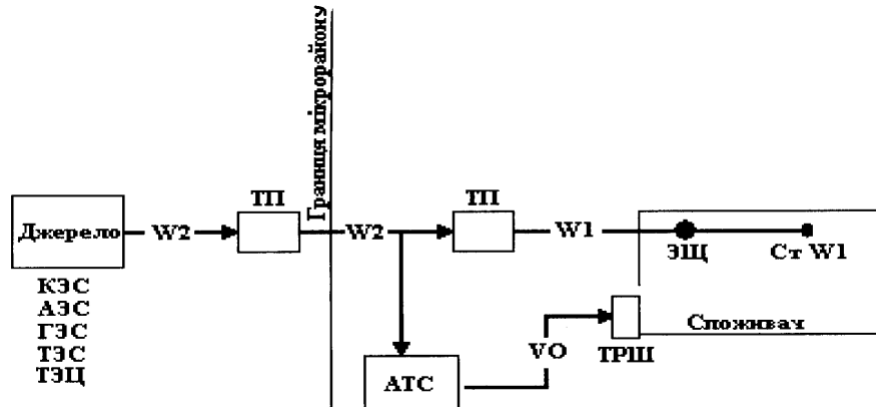 Границя мікрорайону
ТП
ТП
Джерело
W2
W2
W1
ЭЩ
Ст W1
КЭС
АЭС
ГЭС
ТЭС
ТЭЦ
Споживач
VO
ТРШ
АТС